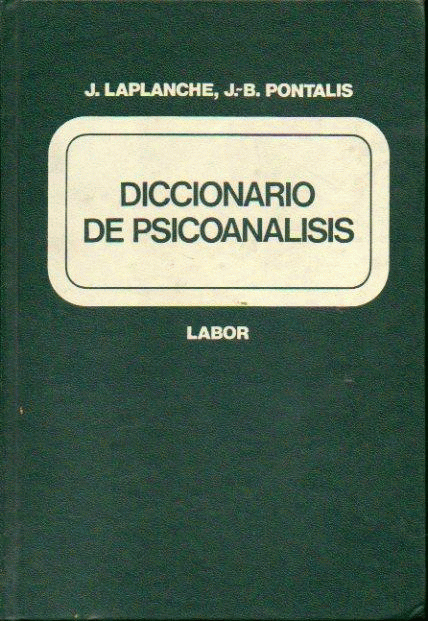 J. LAPLANCHE, J.-B. PONTALIS
DICCIONARIO
DE PSICOANALISIS
LABOR